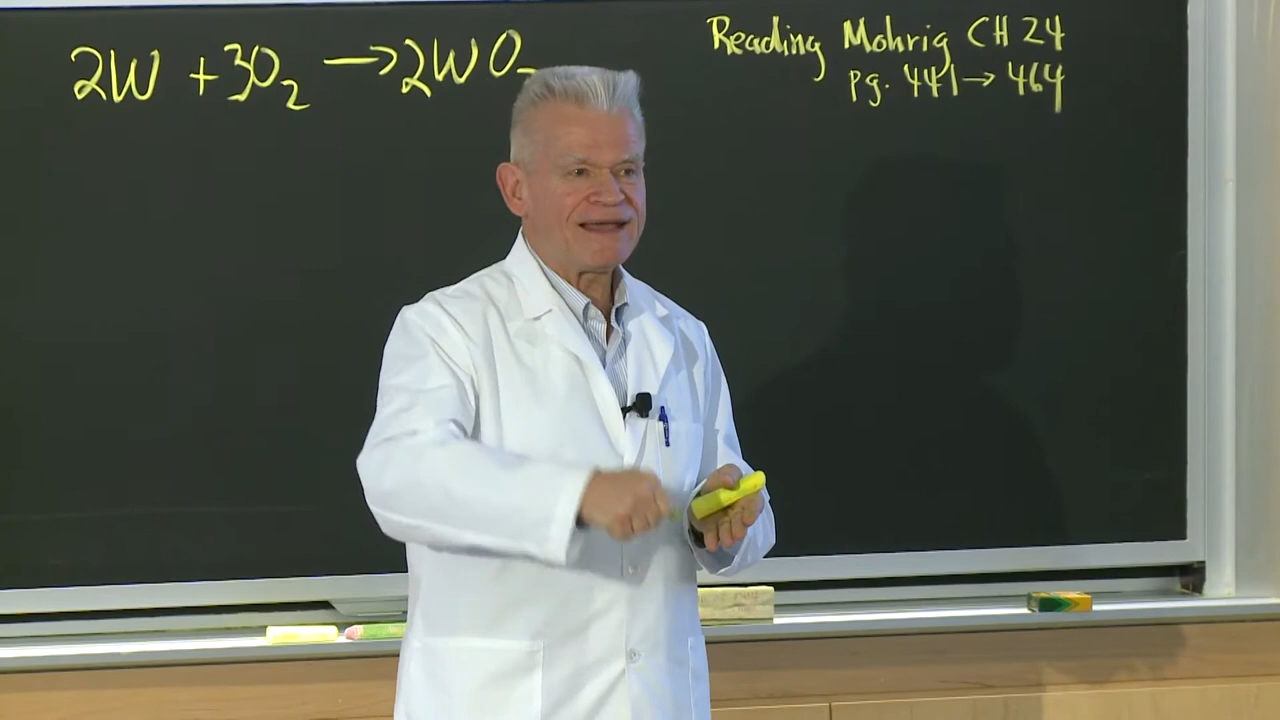 2W + 3O₂ → 2WO
Reading Mohrig CH 24
pg. 441 → 464